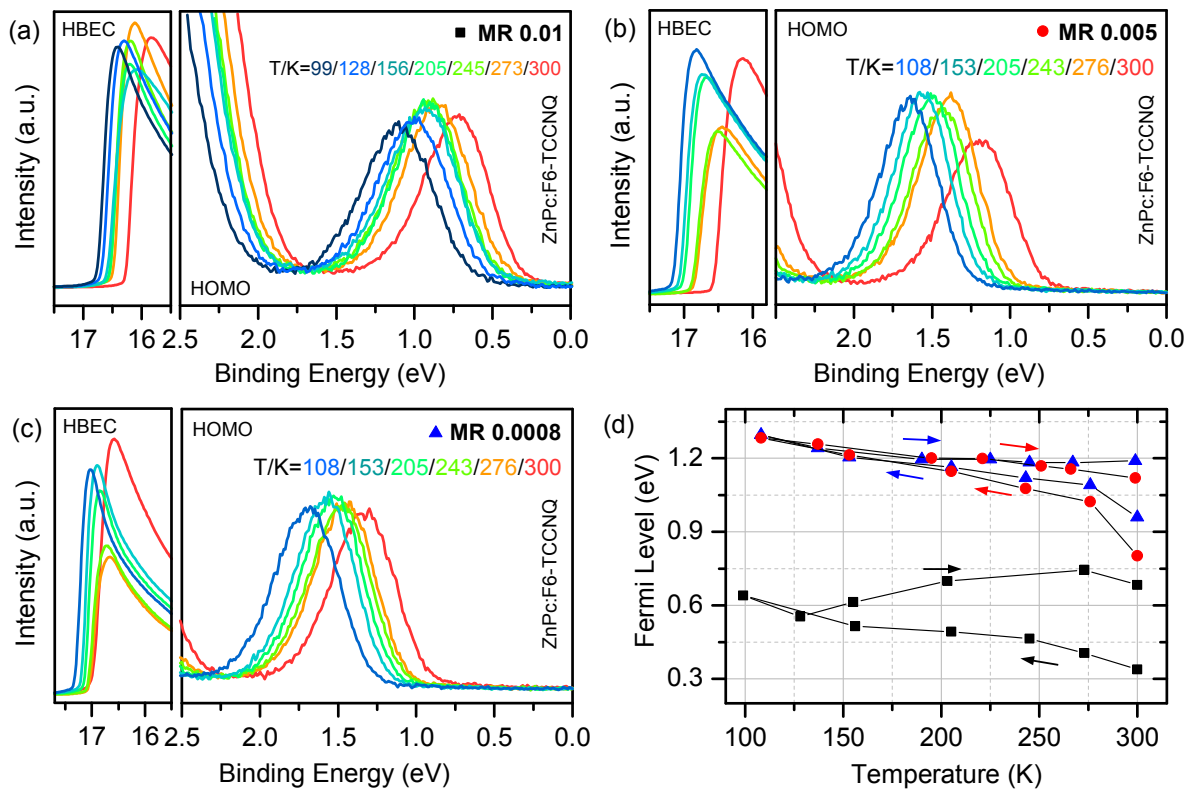 (a)
HBEC
MR 0.01
T/K=99/128/156/205/245/273/300
HOMO
ZnPc:F6-TCCNQ
Intensity (a.u.)
17 16
2.5 2.0 1.5 1.0 0.5 0.0
Binding Energy (eV)
(b)
HBEC
HOMO
MR 0.005
T/K=108/153/205/243/276/300
ZnPc:F6-TCCNQ
Intensity (a.u.)
17 16
2.0 1.5 1.0 0.5 0.0
Binding Energy (eV)
(c)
HBEC
HOMO
MR 0.0008
T/K=108/153/205/243/276/300
ZnPc:F6-TCCNQ
Intensity (a.u.)
17 16
2.5 2.0 1.5 1.0 0.5 0.0
Binding Energy (eV)
(d)
1.2
0.9
0.6
0.3
Fermi Level (eV)
100 150 200 250 300
Temperature (K)